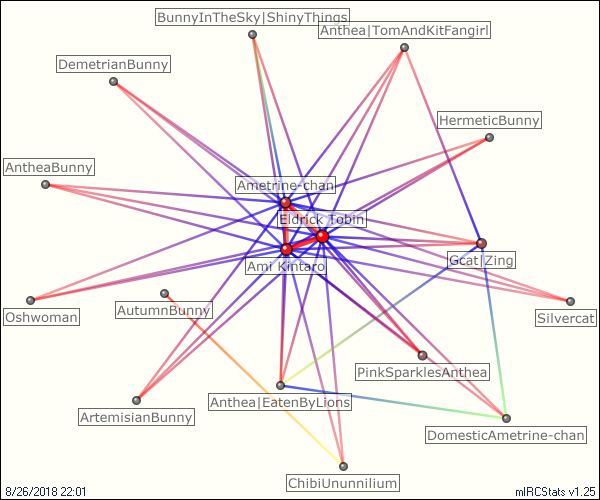 BunnyInTheSky|ShinyThings
Anthea|TomAndKitFangirl
DemetrianBunny
HermeticBunny
AntheaBunny
Ametrine-chan
Eldrick Tobin
Gcat|Zing
Ami Kintaro
AutumnBunny
Oshwoman
Silvercat
PinkSparklesAnthea
Anthea|EatenByLions
ArtemisianBunny
DomesticAmetrine-chan
ChibiUnunnilium
8/26/2018 22:01
mIRCStats v1.25